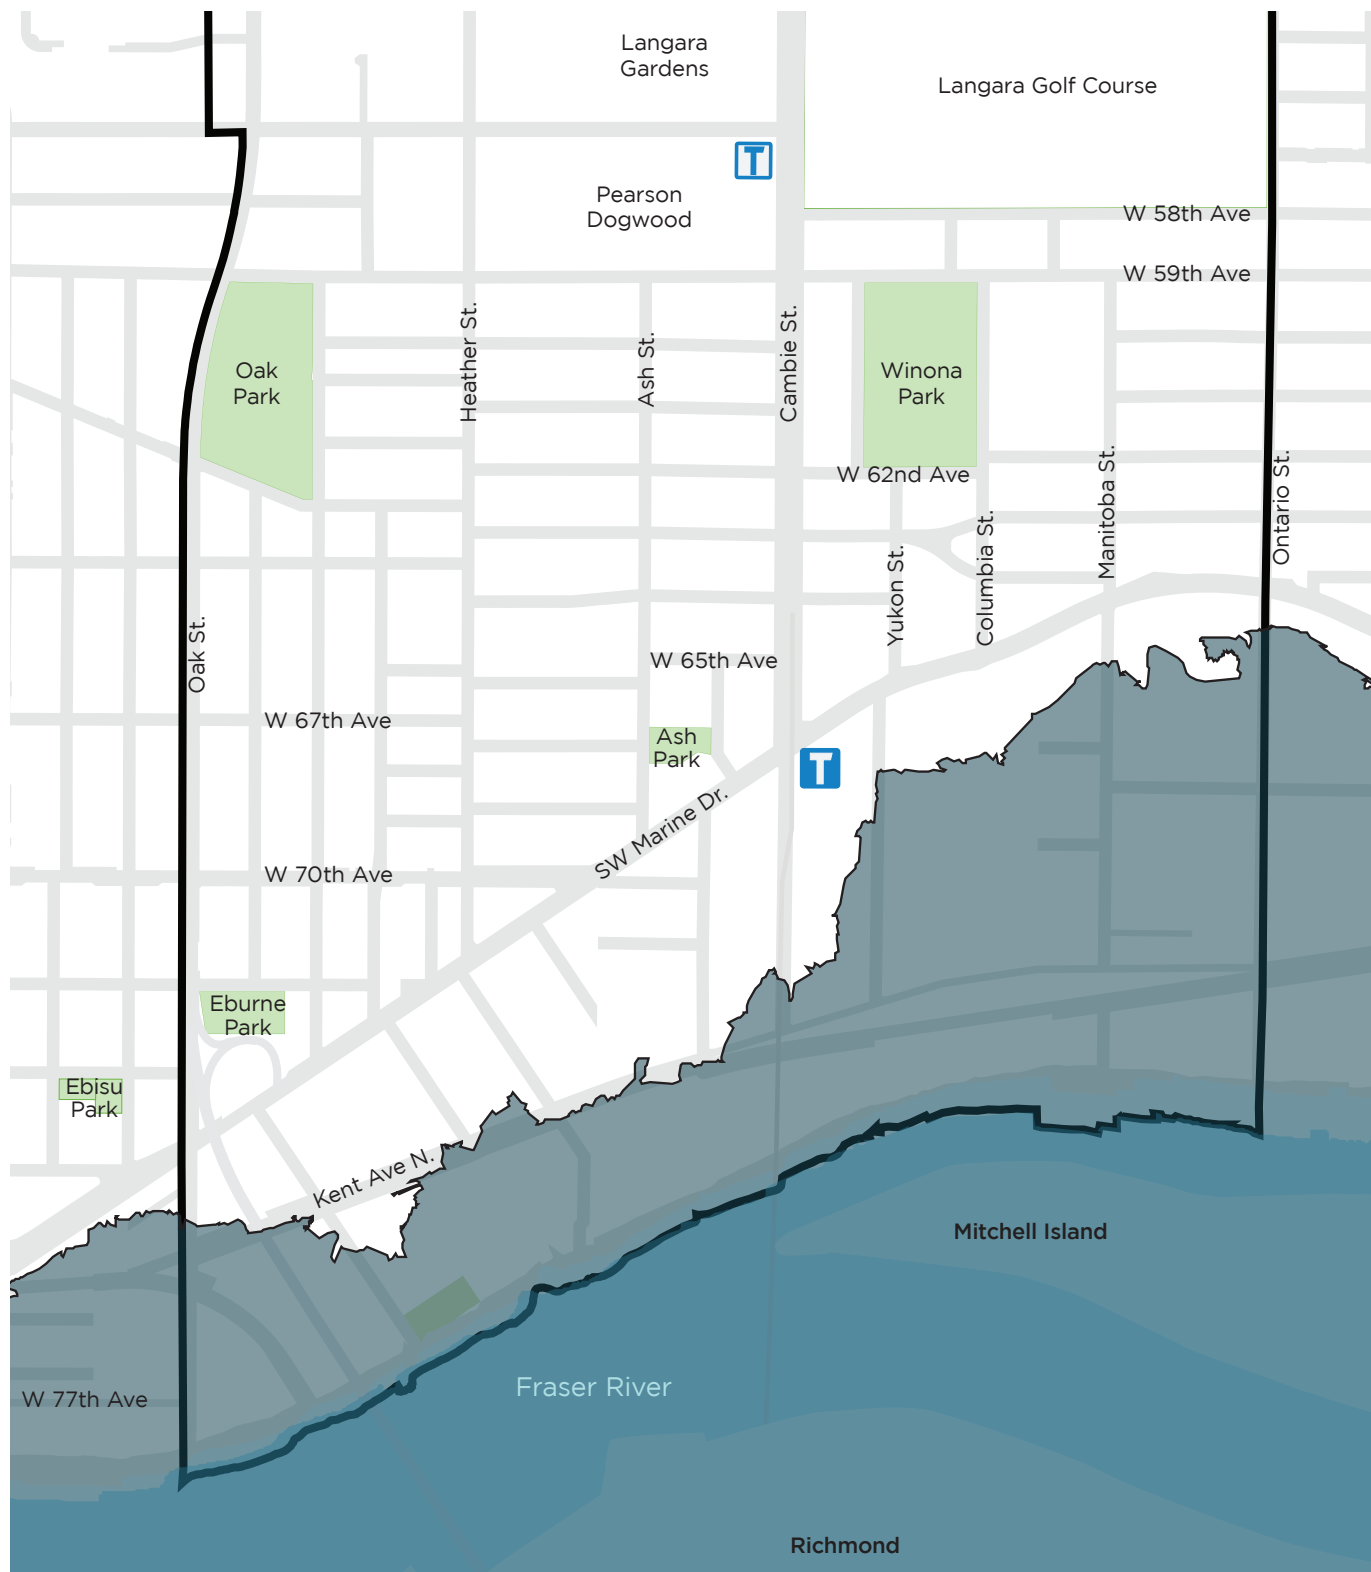 Langara
Gardens
Langara Golf Course
T
Pearson
Dogwood
W 58th Ave
W 59th Ave
Heather St.
Ash St.
Cambie St.
Oak
Park
Winona
Park
W 62nd Ave
Manitoba St.
Ontario St.
Columbia St.
Yukon St.
Oak St.
W 65th Ave
W 67th Ave
Ash
Park
T
SW Marine Dr.
W 70th Ave
Eburne
Park
Ebisu
Park
Kent Ave N.
Mitchell Island
Fraser River
W 77th Ave
Richmond